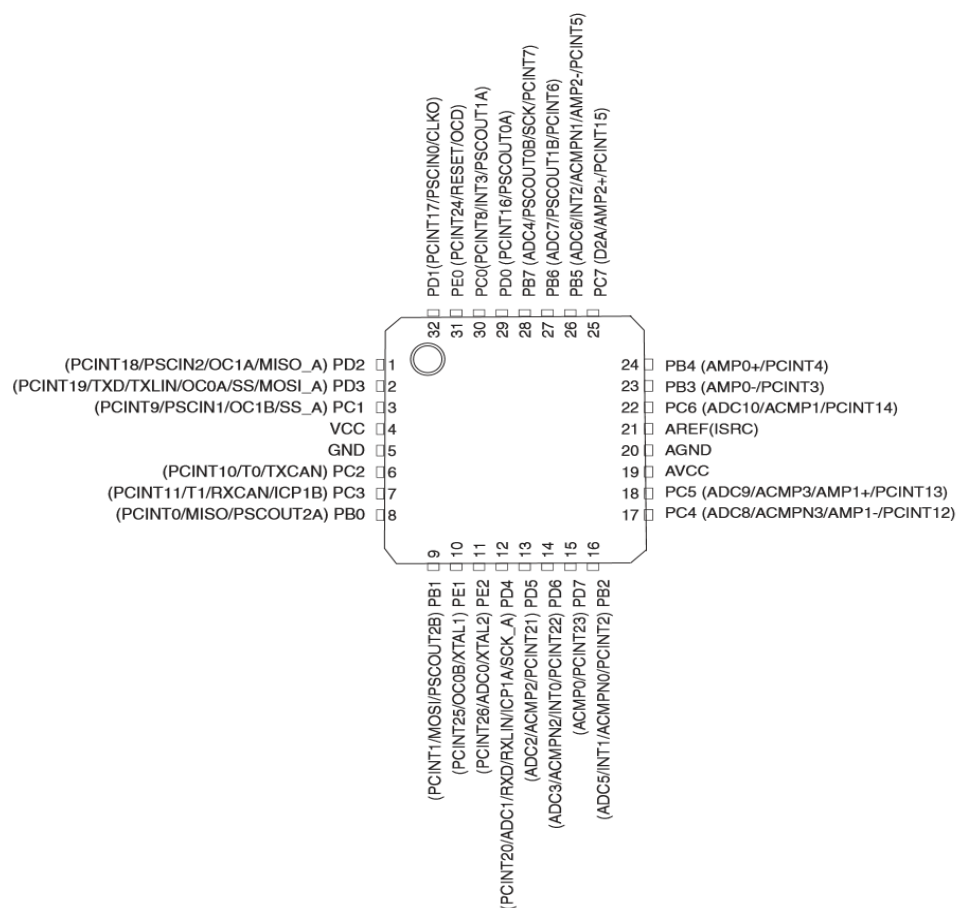 PD1(PCINT17/PSCIN0/CLKO)
PE0 (PCINT24/RESET/OCD)
PC0(PCINT8/INT3/PSCOUT1A)
PD0 (PCINT16/PSCOUT0A)
PB7 (ADC4/PSCOUT0B/SCK/PCINT7)
PB6 (ADC7/PSCOUT1B/PCINT6)
PB5 (ADC6/INT2/ACMPN1/AMP2-/PCINT5)
PC7 (D2A/AMP2+/PCINT15)
32
31
30
29
28
27
26
25
(PCINT18/PSCIN2/OC1A/MISO_A) PD2 1
(PCINT19/TXD/TXLIN/OC0A/SS/MOSI_A) PD3 2
(PCINT9/PSCIN1/OC1B/SS_A) PC1 3
VCC 4
GND 5
(PCINT10/T0/TXCAN) PC2 6
(PCINT11/T1/RXCAN/ICP1B) PC3 7
(PCINT0/MISO/PSCOUT2A) PB0 8
24 PB4 (AMP0+/PCINT4)
23 PB3 (AMP0-/PCINT3)
22 PC6 (ADC10/ACMP1/PCINT14)
21 AREF(ISRC)
20 AGND
19 AVCC
18 PC5 (ADC9/ACMP3/AMP1+/PCINT13)
17 PC4 (ADC8/ACMPN3/AMP1-/PCINT12)
9
10
11
12
13
14
15
16
(PCINT1/MOSI/PSCOUT2B) PB1
(PCINT25/OC0B/XTAL1) PE1
(PCINT26/ADC0/XTAL2) PE2
(PCINT20/ADC1/RXD/RXLIN/ICP1A/SCK_A) PD4
(ADC2/ACMP2/PCINT21) PD5
(ADC3/ACMPN2/INT0/PCINT22) PD6
(ACMP0/PCINT23) PD7
(ADC5/INT1/ACMPN0/PCINT2) PB2